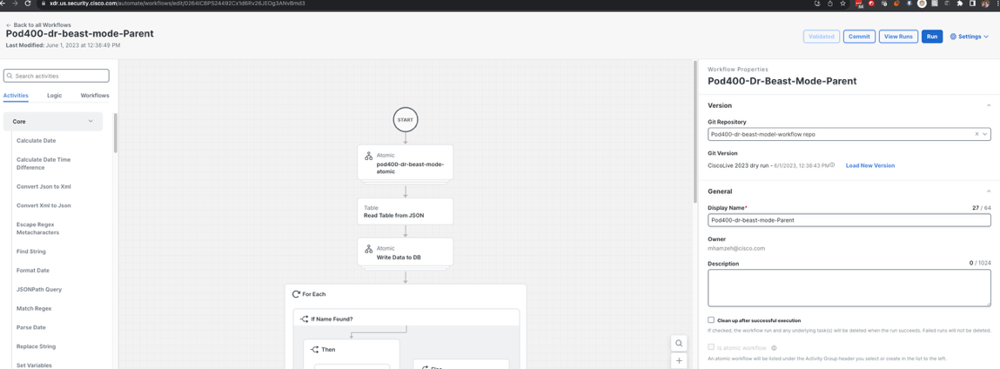 xdr.us.security.cisco.com/automate/workflows/edit/0264ICBP524492Cx1d6Rv26JEOg3ANvBmd3
← Back to all Workflows
Pod400-dr-beast-mode-Parent
Last Modified: June 1, 2023 at 12:38:49 PM
Validated
Commit
View Runs
Run
Settings
Search activities
Activities
Logic
Workflows
Core
Calculate Date
Calculate Date Time
Difference
Convert Json to Xml
Convert Xml to Json
Escape Regex
Metacharacters
Find String
Format Date
JSONPath Query
Match Regex
Parse Date
Replace String
Set Variables
START
Atomic
pod400-dr-beast-mode-
atomic
Table
Read Table from JSON
Atomic
Write Data to DB
For Each
If Name Found?
Then
Workflow Properties
Pod400-Dr-Beast-Mode-Parent
Version
Git Repository
Pod400-dr-beast-model-workflow repo
Git Version
CiscoLive 2023 dry run - 6/1/2023, 12:38:43 PM
Load New Version
General
Display Name*
27 / 64
Pod400-dr-beast-mode-Parent
Owner
mhamzeh@cisco.com
Description
0 / 1024
Clean up after successful execution
If checked, the workflow run and any underlying task(s) will be deleted when the run succeeds. Failed runs will not be deleted.
Is atomic workflow
An atomic workflow will be listed under the Activity Group header you select or create in the list to the left.